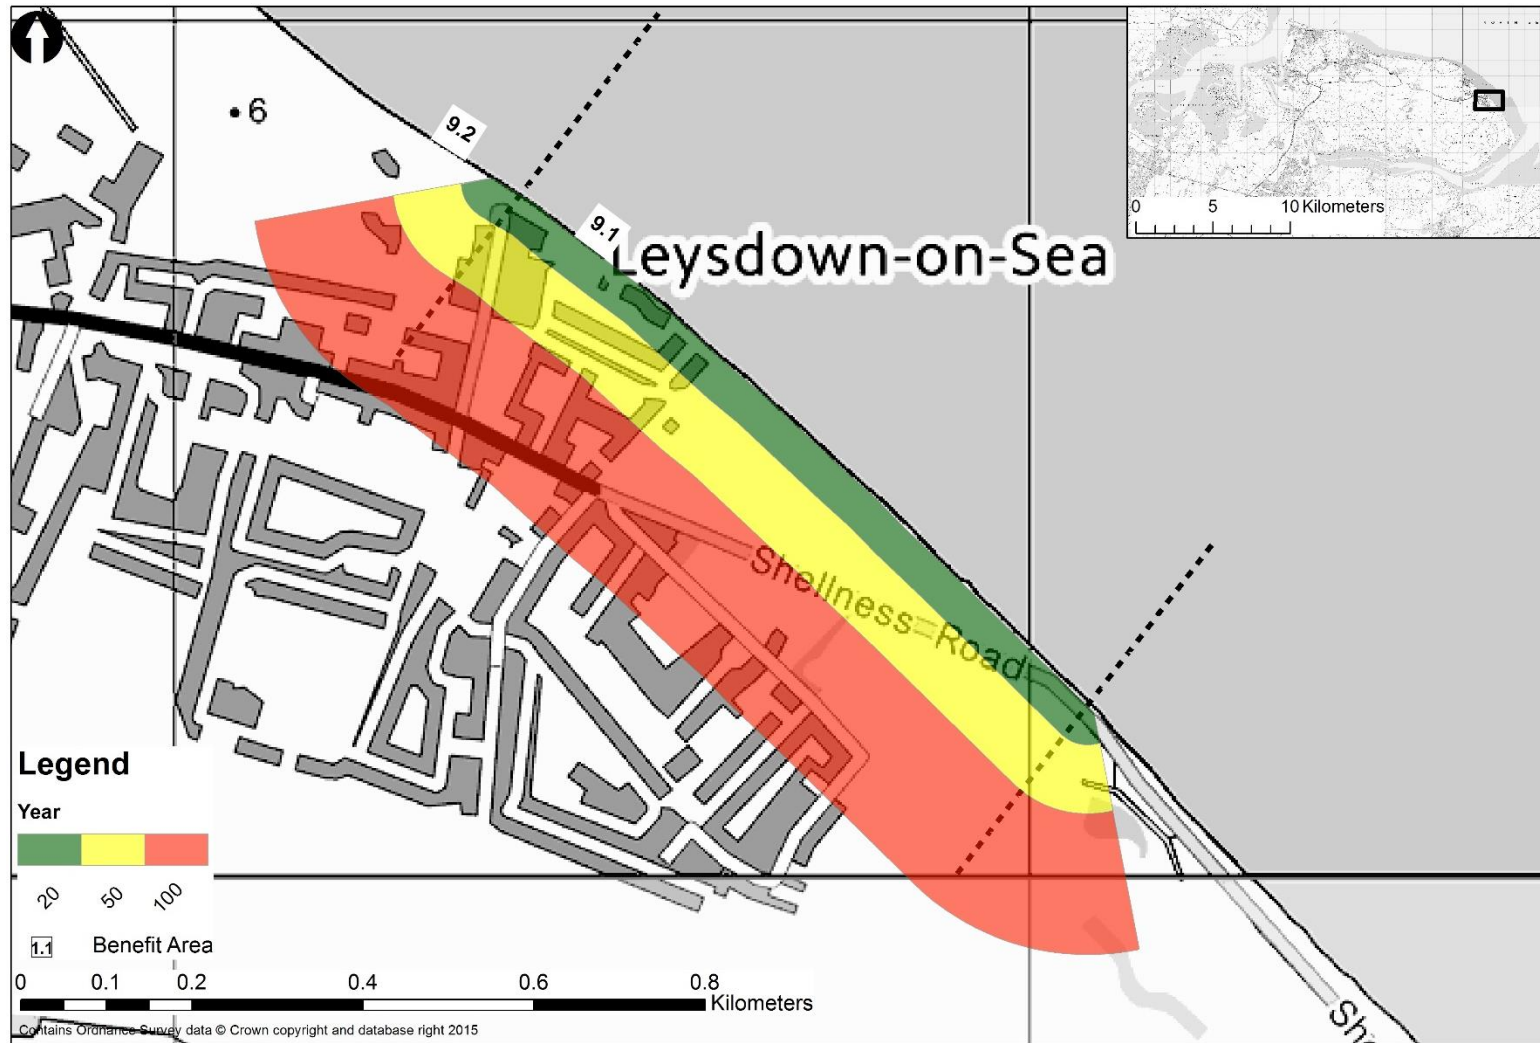 6
9.2
9.1
Leysdown-on-Sea
0 5 10 Kilometers
Shellness Road
Legend
Year
20 50 100
1.1 Benefit Area
0 0.1 0.2 0.4 0.6 0.8
Kilometers
Contains Ordnance Survey data © Crown copyright and database right 2015
She